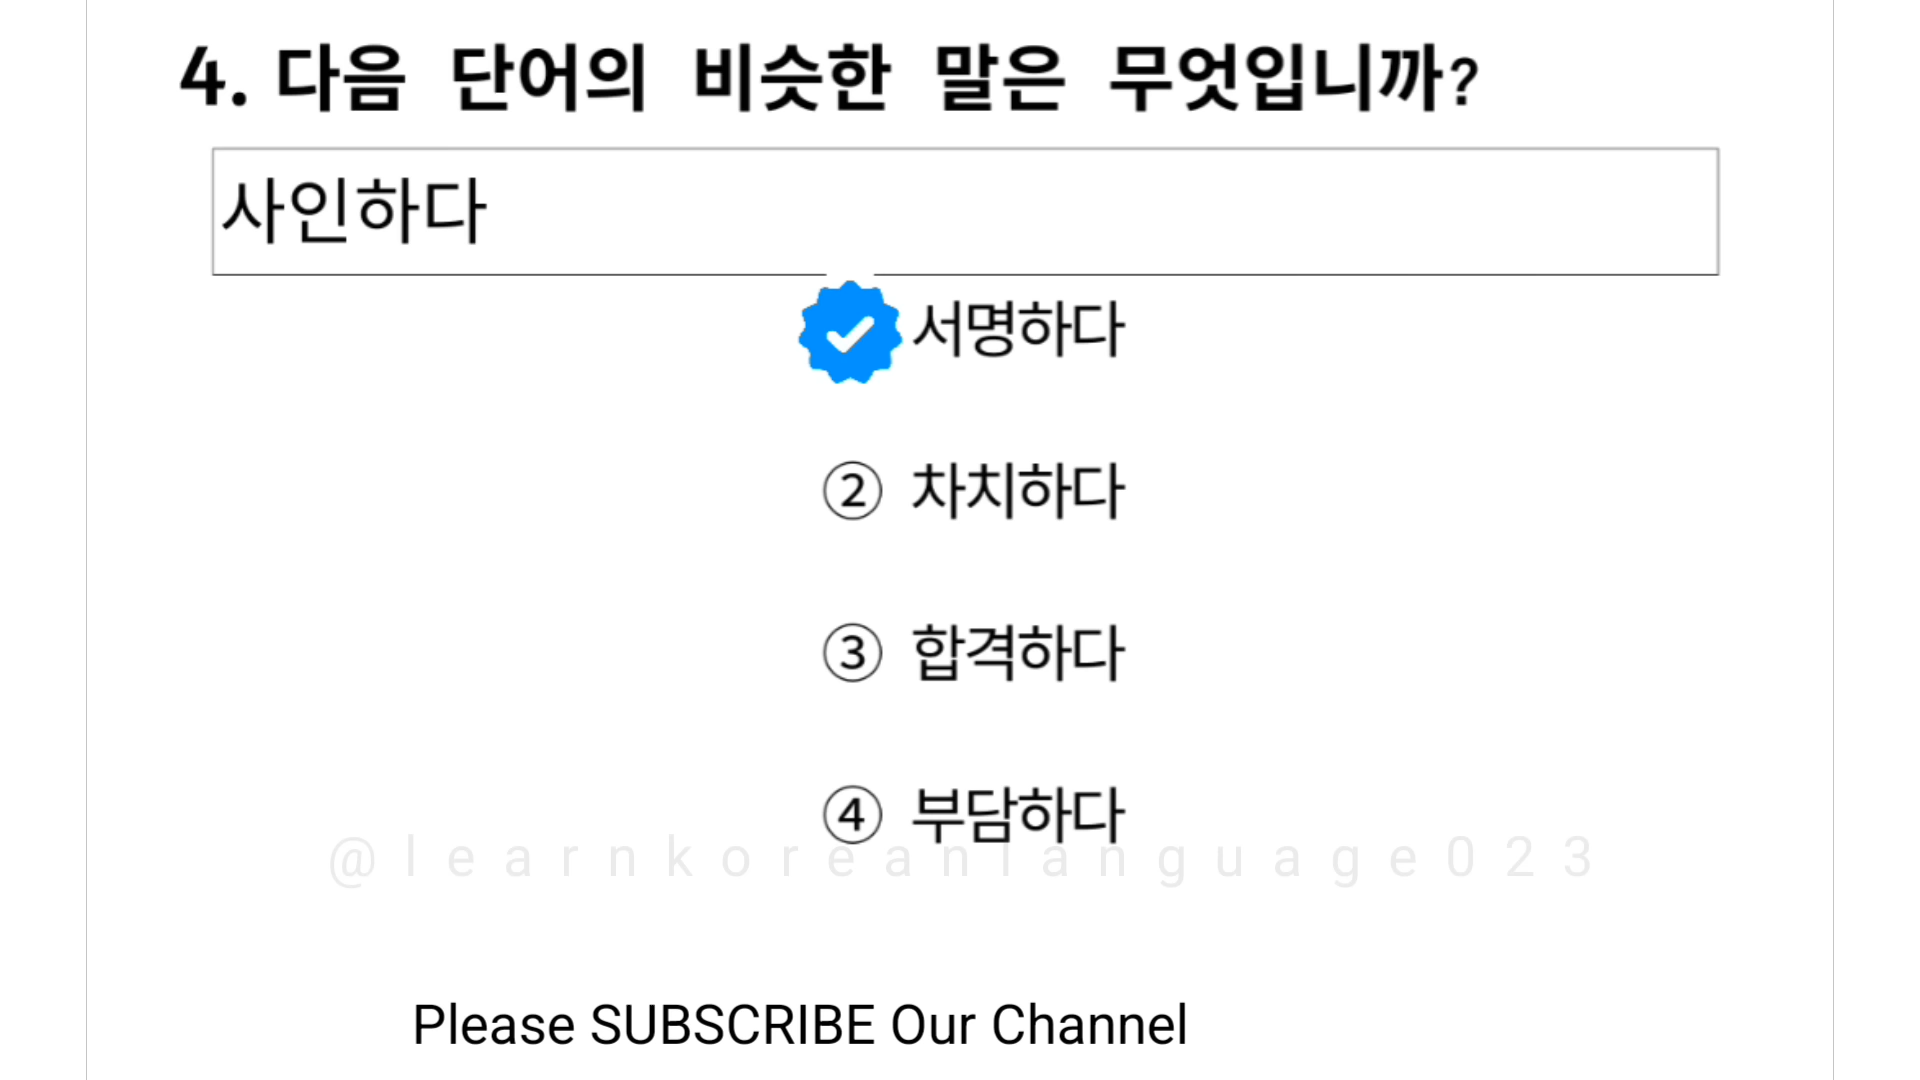 4. 다음 단어의 비슷한 말은 무엇입니까?
사인하다
서명하다
② 차치하다
③ 합격하다
④ 부담하다
@learnkoreanlanguage023
Please SUBSCRIBE Our Channel